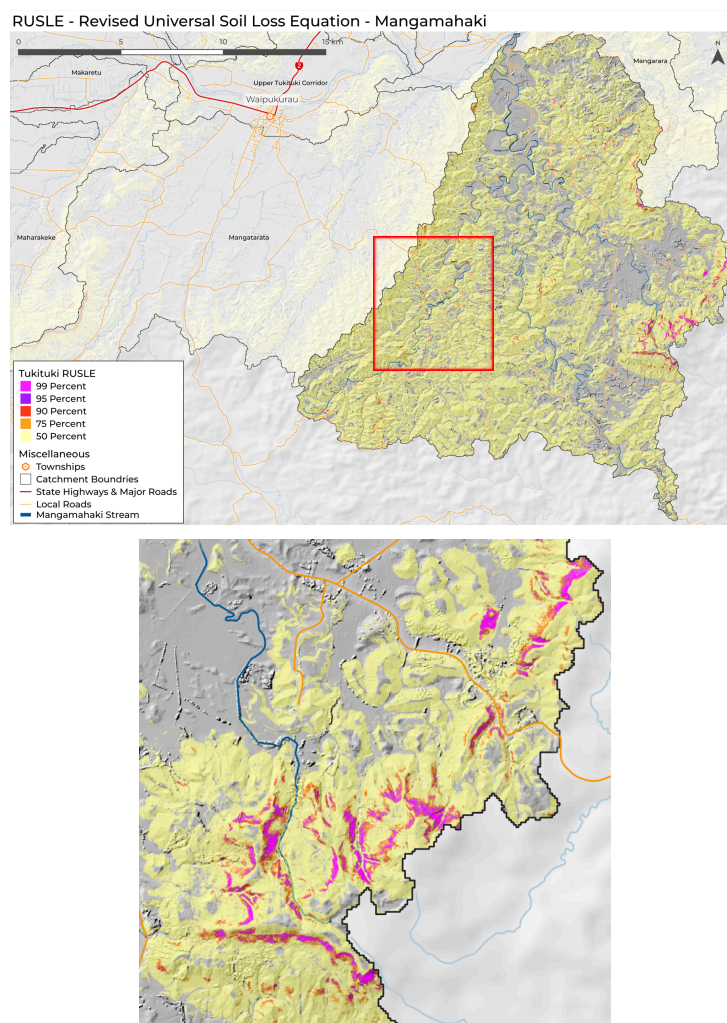 RUSLE - Revised Universal Soil Loss Equation - Mangamahaki
0 5 10 15 km
N
Makaretu
2
Mangarara
Upper Tukituki Corridor
Waipukurau
Maharakeke
Mangatarata
Tukituki RUSLE
99 Percent
95 Percent
90 Percent
75 Percent
50 Percent
Miscellaneous
Townships
Catchment Boundries
State Highways & Major Roads
Local Roads
Mangamahaki Stream